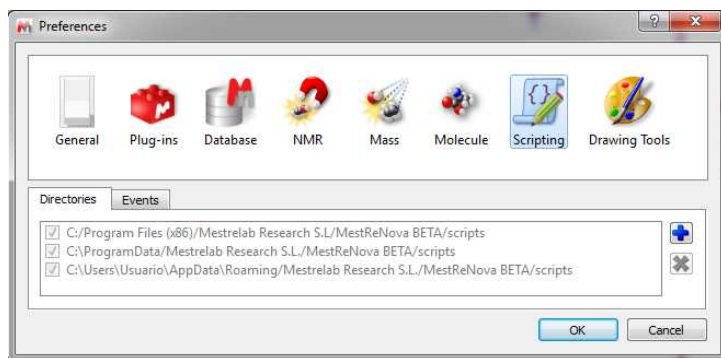 Preferences
General Plug-ins Database NMR Mass Molecule Scripting Drawing Tools
Directories Events
C:/Program Files (x86)/Mestrelab Research S.L/MestReNova BETA/scripts
C:\ProgramData/Mestrelab Research S.L./MestReNova BETA/scripts
C:\Users\Usuario\AppData\Roaming/Mestrelab Research S.L./MestReNova BETA/scripts
OK Cancel